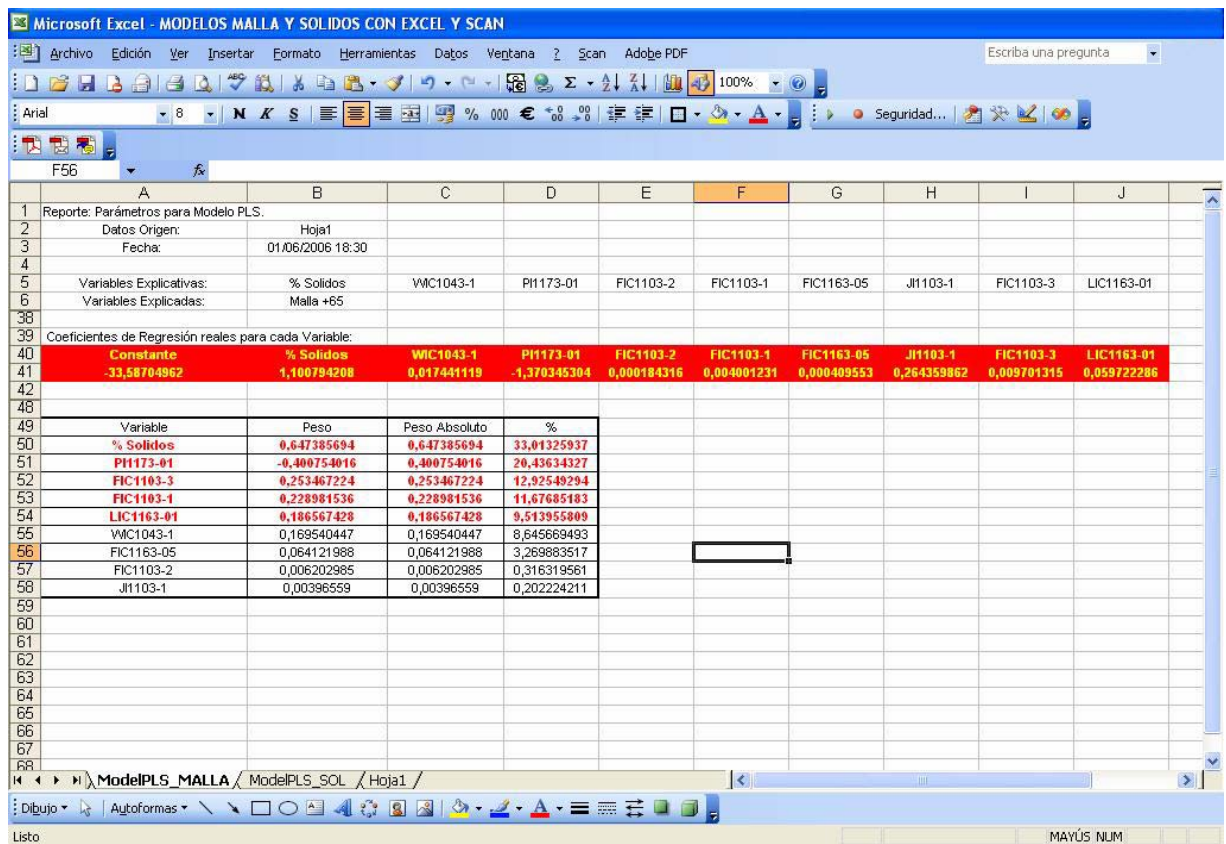 Microsoft Excel - MODELOS MALLA Y SOLIDOS CON EXCEL Y SCAN
Archivo Edición Ver Insertar Formato Herramientas Datos Ventana ? Scan Adobe PDF Escriba una pregunta
100%
Arial 8 N K S % 000 € Seguridad...
F56 fx
A B C D E F G H I J
1 Reporte: Parámetros para Modelo PLS.
2 Datos Origen: Hoja1
3 Fecha: 01/06/2006 18:30
4
5 Variables Explicativas: % Solidos WIC1043-1 PI1173-01 FIC1103-2 FIC1103-1 FIC1163-05 JI1103-1 FIC1103-3 LIC1163-01
6 Variables Explicadas: Malla +65
38
39 Coeficientes de Regresión reales para cada Variable:
40 Constante % Solidos WIC1043-1 PI1173-01 FIC1103-2 FIC1103-1 FIC1163-05 JI1103-1 FIC1103-3 LIC1163-01
41 -33,58704962 1,100794208 0,017441119 -1,370345304 0,000184316 0,004001231 0,000409553 0,264359862 0,009701315 0,059722286
42
48
49 Variable Peso Peso Absoluto %
50 % Solidos 0,647385694 0,647385694 33,01325937
51 PI1173-01 -0,400754016 0,400754016 20,43634327
52 FIC1103-3 0,253467224 0,253467224 12,92549294
53 FIC1103-1 0,228981536 0,228981536 11,67685183
54 LIC1163-01 0,186567428 0,186567428 9,513955809
55 WIC1043-1 0,169540447 0,169540447 8,645669493
56 FIC1163-05 0,064121988 0,064121988 3,269883517
57 FIC1103-2 0,006202985 0,006202985 0,316319561
58 JI1103-1 0,00396559 0,00396559 0,202224211
59
60
61
62
63
64
65
66
67
68
ModelPLS_MALLA ModelPLS_SOL Hoja1
Dibujo Autoformas
Listo MAYÚS NUM